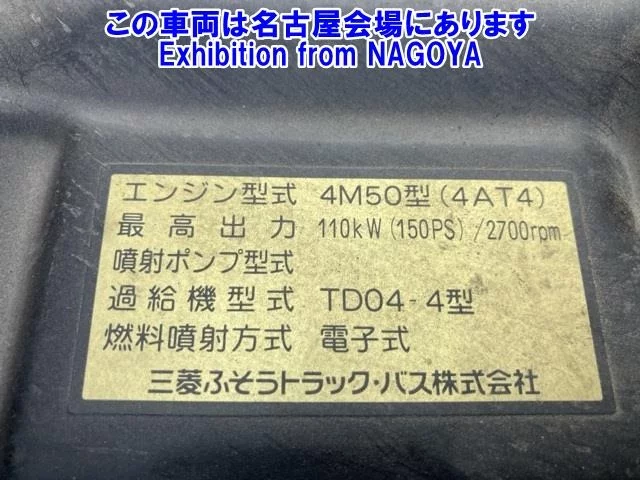 この車両は名古屋会場にあります
Exhibition from NAGOYA
エンジン型式 4M50型(4AT4)
最高出力 110kW(150PS)/2700rpm
噴射ポンプ型式
過給機型式 TD04-4型
燃料噴射方式 電子式
三菱ふそうトラック・バス株式会社